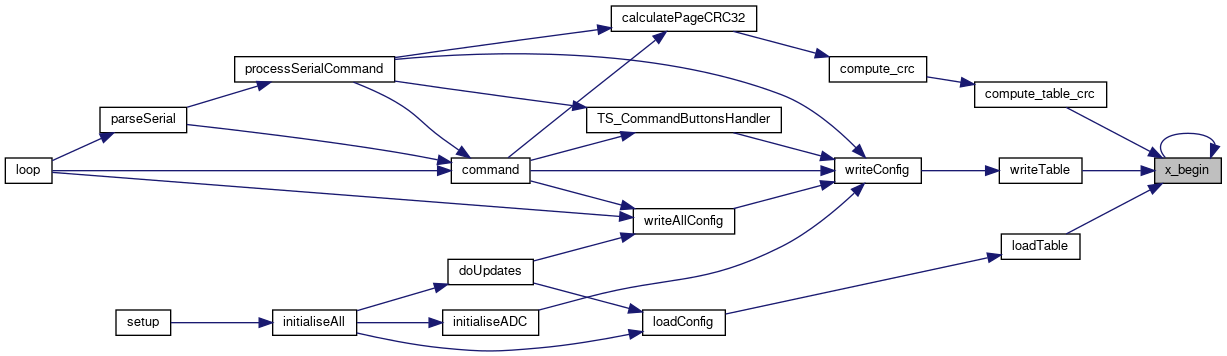 calculatePageCRC32
processSerialCommand
compute_crc
compute_table_crc
parseSerial
TS_CommandButtonsHandler
loop
command
writeConfig
writeTable
x_begin
writeAllConfig
loadTable
doUpdates
setup
initialiseAll
initialiseADC
loadConfig